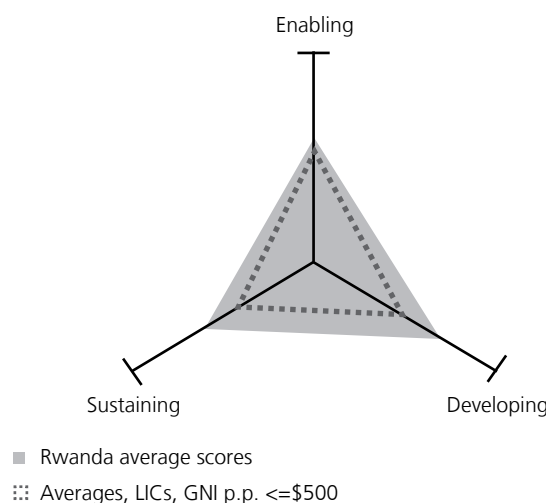 Enabling
Sustaining
Developing
Rwanda average scores
Averages, LICs, GNI p.p. <=$500